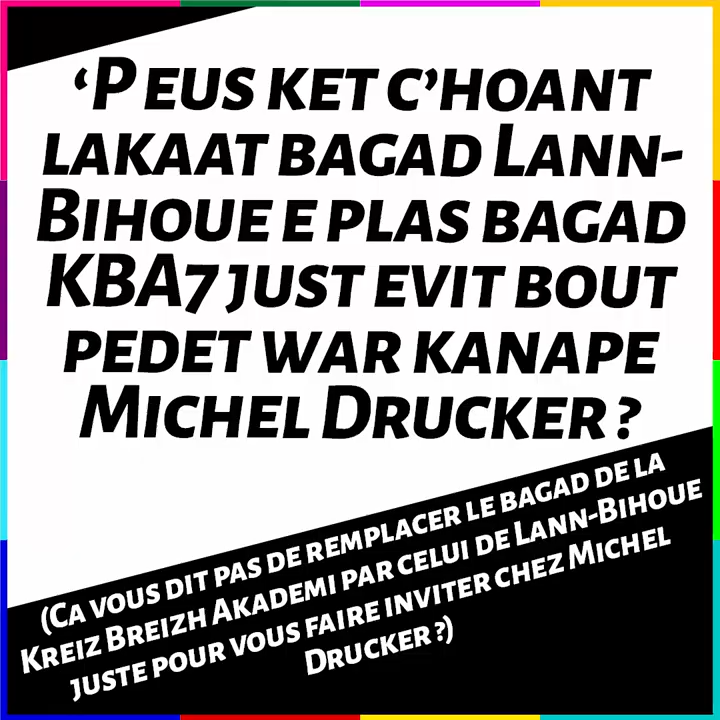 ‘P EUS KET C’HOANT
LAKAAT BAGAD LANN-
BIHOUE E PLAS BAGAD
KBA7 JUST EVIT BOUT
PEDET WAR KANAPE
MICHEL DRUCKER ?
(CA VOUS DIT PAS DE REMPLACER LE BAGAD DE LA
KREIZ BREIZH AKADEMI PAR CELUI DE LANN-BIHOUE
JUSTE POUR VOUS FAIRE INVITER CHEZ MICHEL
DRUCKER ?)